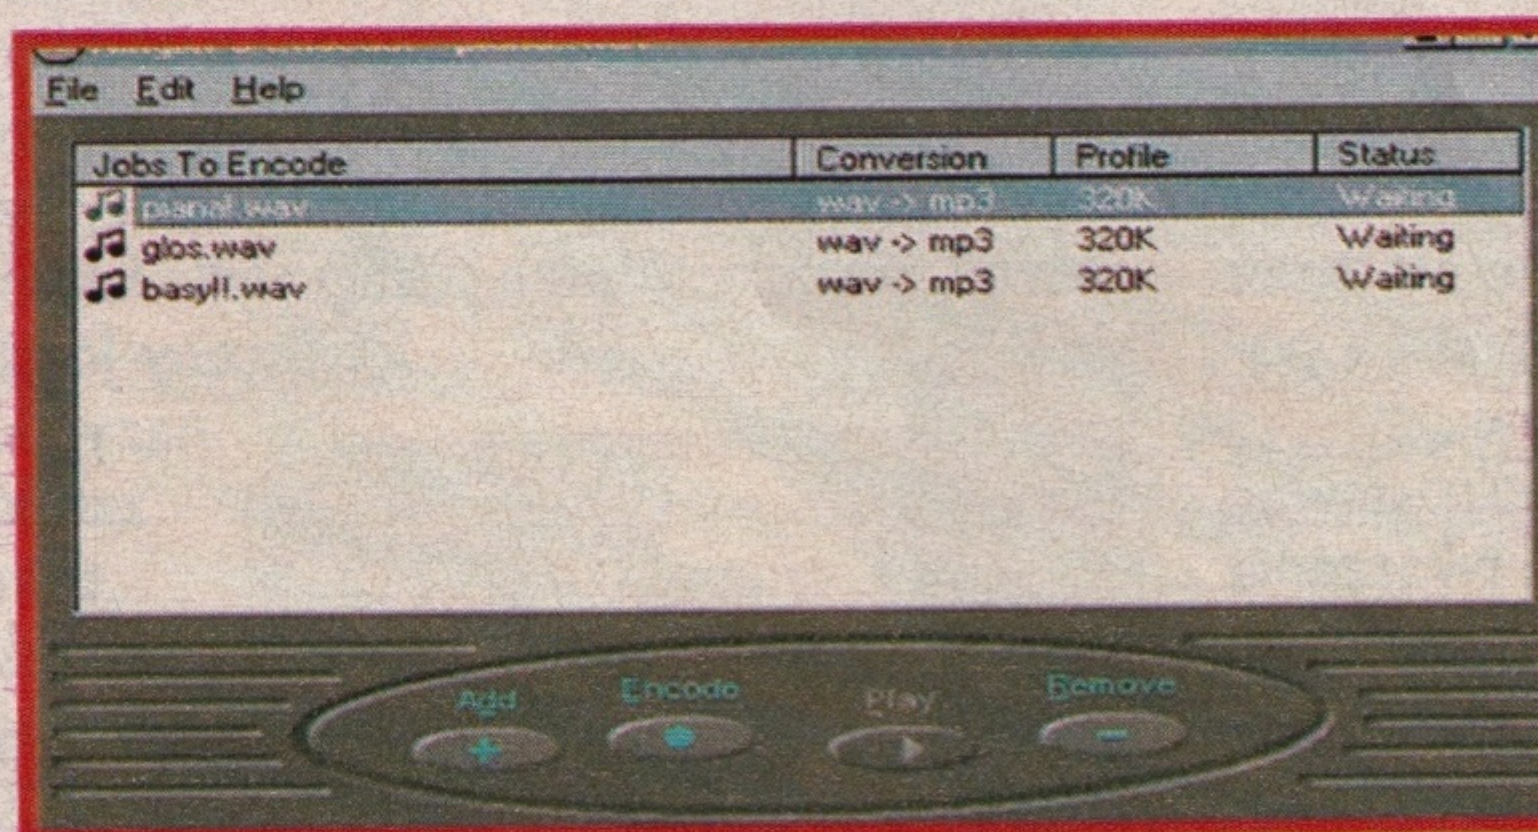 File Edit Help
Jobs To Encode Conversion Profile Status
wav -> mp3 320K Waiting
glos.wav wav -> mp3 320K Waiting
basyll.wav wav -> mp3 320K Waiting
Add Encode Play Remove